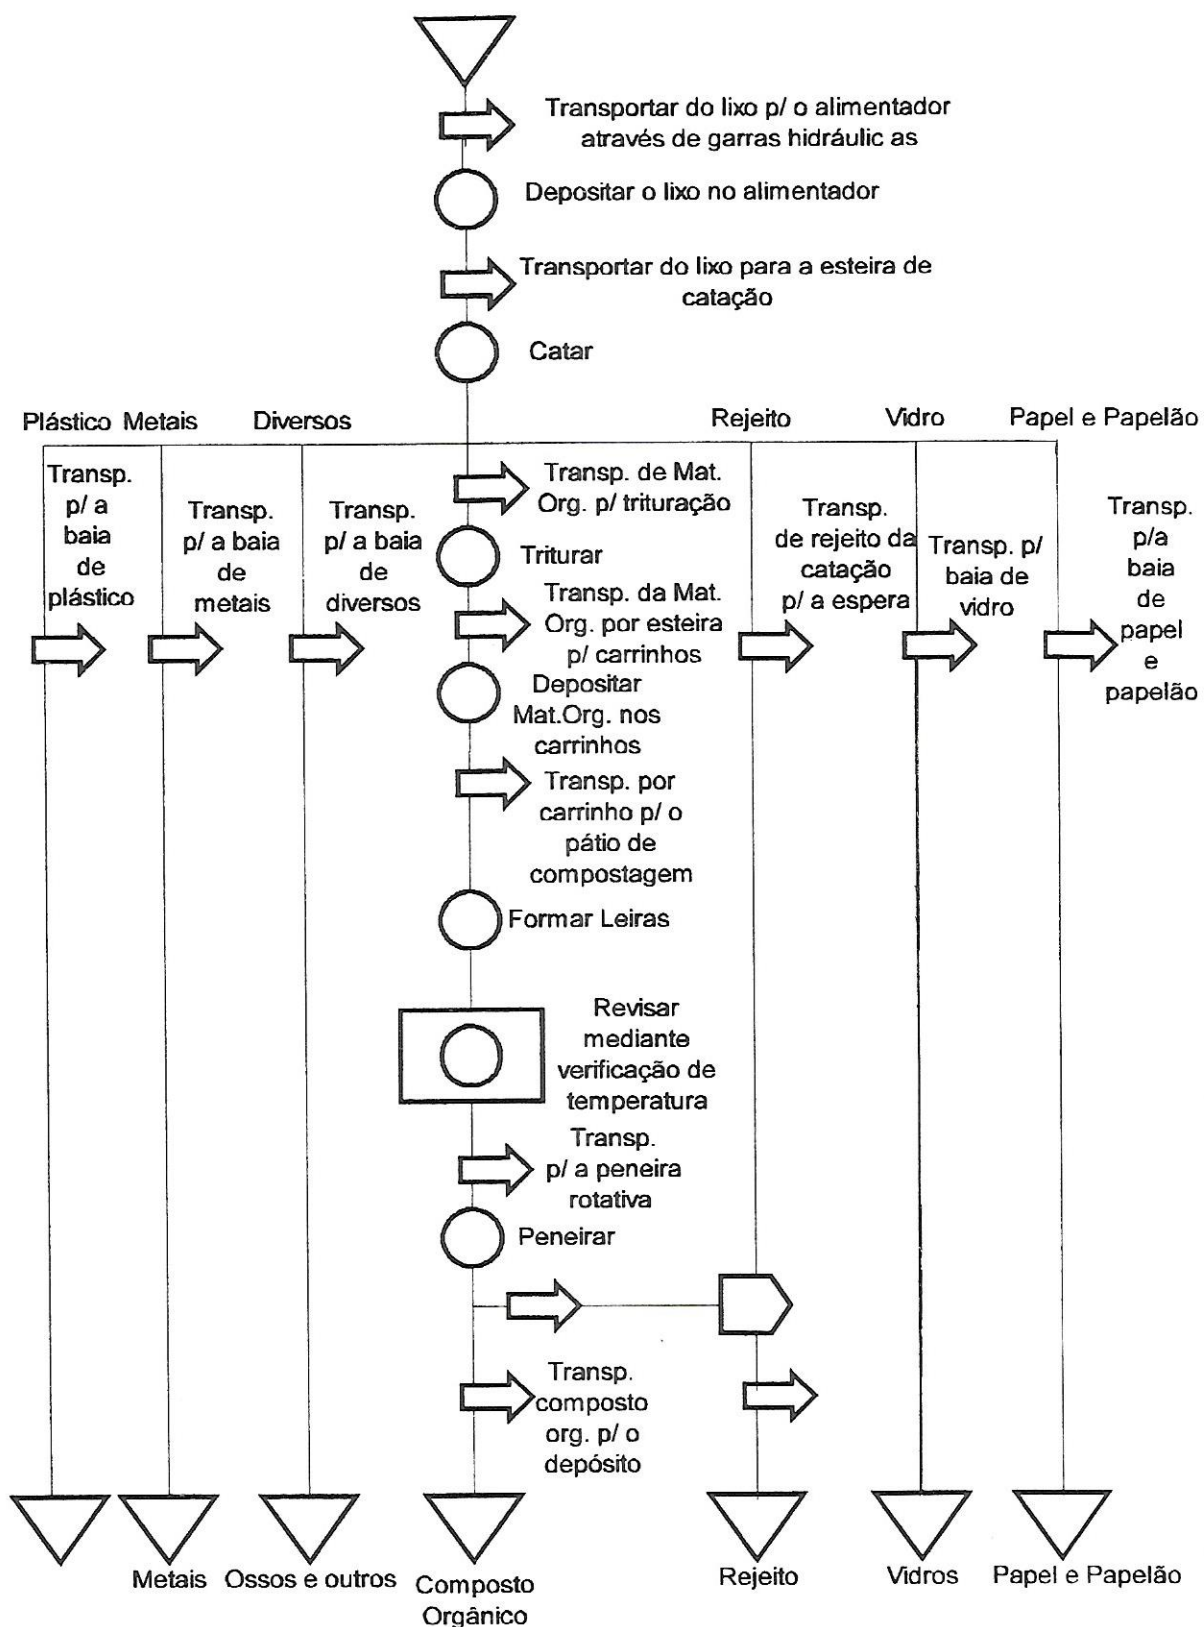 Transportar do lixo p/ o alimentador
através de garras hidráulic as
Depositar o lixo no alimentador
Transportar do lixo para a esteira de
catação
Catar
Plástico
Metais
Diversos
Rejeito
Vidro
Papel e Papelão
Transp.
p/ a
baia
de
plástico
Transp.
p/ a baia
de
metais
Transp.
p/ a baia
de
diversos
Transp. de Mat.
Org. p/ trituração
Triturar
Transp. da Mat.
Org. por esteira
p/ carrinhos
Depositar
Mat.Org. nos
carrinhos
Transp. por
carrinho p/ o
pátio de
compostagem
Formar Leiras
Revisar
mediante
verificação de
temperatura
Transp.
p/ a peneira
rotativa
Peneirar
Transp.
composto
org. p/ o
depósito
Transp.
de rejeito da
catação
p/ a espera
Transp. p/
baia de
vidro
Transp.
p/a
baia
de
papel
e
papelão
Metais
Ossos e outros
Composto
Orgânico
Rejeito
Vidros
Papel e Papelão